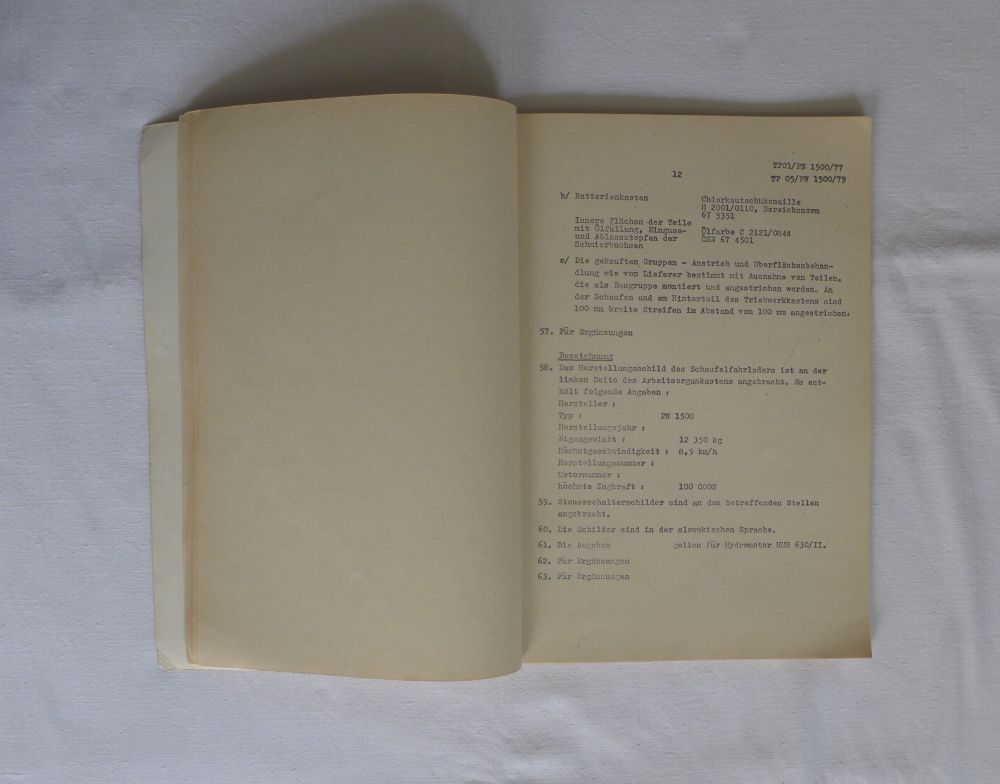 TP01/PN 1500/77
12
TP 05/PN 1500/79
b/ Batterienkasten
Chlorkautschukemaille
H 2001/0110, Bereichsnorm
67 5351
Innere Flächen der Teile
mit Ölfüllung, Einguss-
und Ablassstopfen der
Schmierbuchsen
Ölfarbe C 2121/0844
ČSN 67 4501
c/ Die gekauften Gruppen - Anstrich und Oberflächenbehan-
dlung wie vom Lieferer bestimmt mit Ausnahme von Teilen,
die als Baugruppe montiert und angestrichen werden. An
der Schaufen und am Hinterteil des Triebwerkkastens sind
100 mm breite Streifen im Abstand von 100 mm angestrichen.
57. Für Ergänzungen
Bezeichnung
58. Das Herstellungsschild des Schaufelfahrladers ist an der
linken Seite des Arbeitsorgankastens angebracht. Es ent-
hält folgende Angaben :
Hersteller :
Typ : PN 1500
Herstellungsjahr :
Eigengewicht : 12 350 kg
Höchstgeschwindigkeit : 8,5 km/h
Herstellungsnummer :
Motornummer :
höchste Zugkraft : 100 000N
59. Steuerschalterschilder sind an den betreffenden Stellen
angebracht.
60. Die Schilder sind in der slowakischen Sprache.
61. Die Angaben gelten für Hydromotor HMB 630/II.
62. Für Ergänzungen
63. Für Ergänzungen